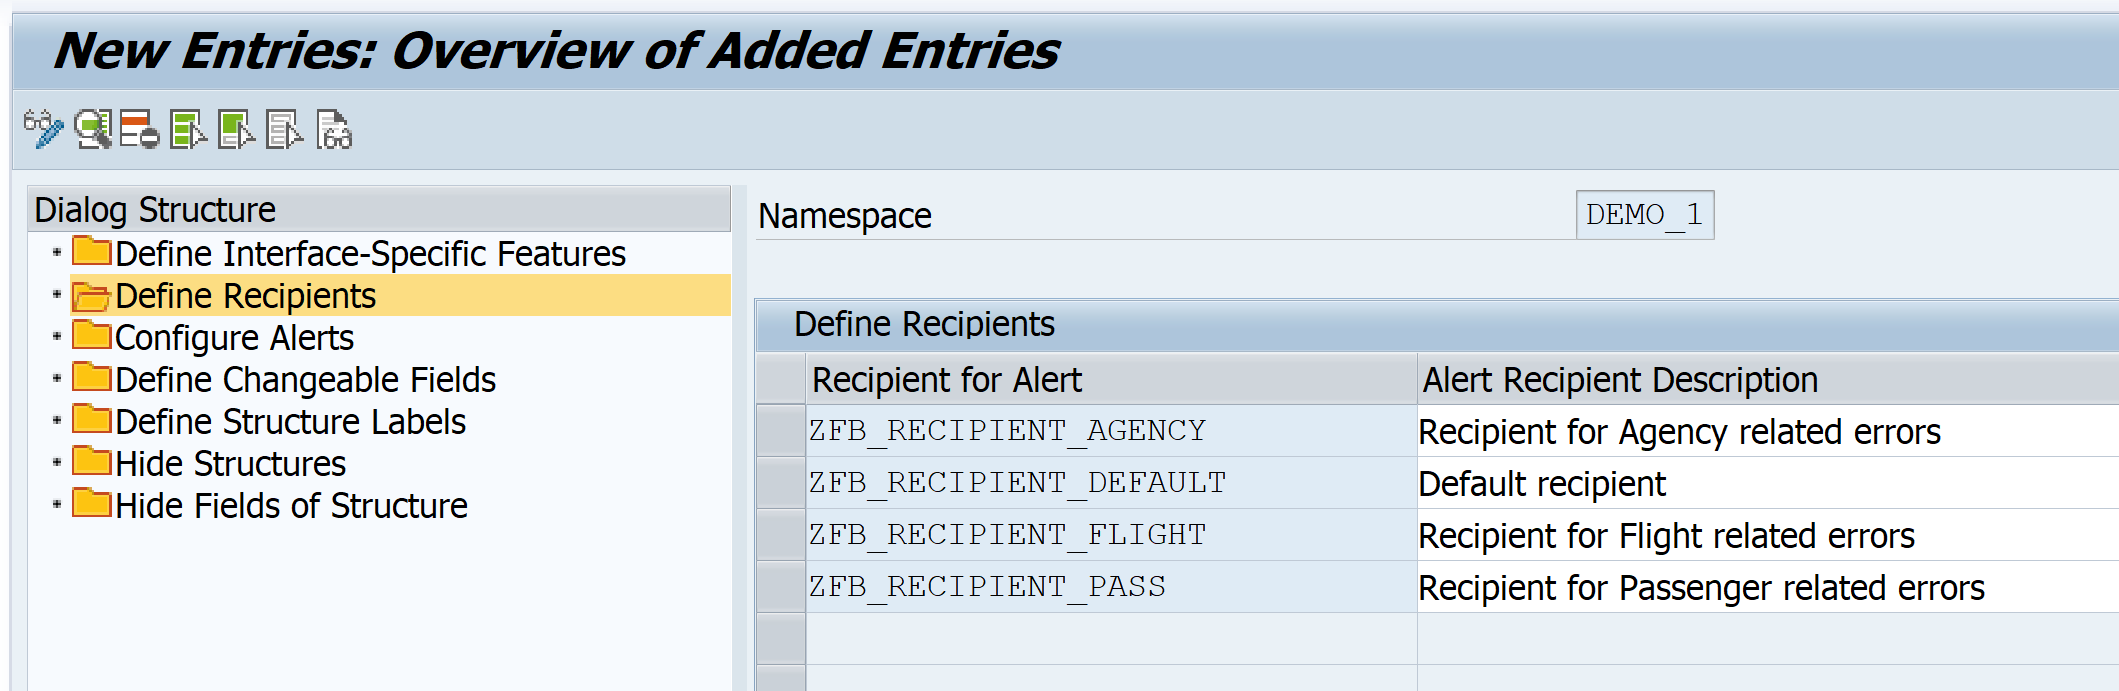 New Entries: Overview of Added Entries
Dialog Structure
Define Interface-Specific Features
Define Recipients
Configure Alerts
Define Changeable Fields
Define Structure Labels
Hide Structures
Hide Fields of Structure
Namespace DEMO_1
Define Recipients
Recipient for Alert Alert Recipient Description
ZFB_RECIPIENT_AGENCY Recipient for Agency related errors
ZFB_RECIPIENT_DEFAULT Default recipient
ZFB_RECIPIENT_FLIGHT Recipient for Flight related errors
ZFB_RECIPIENT_PASS Recipient for Passenger related errors